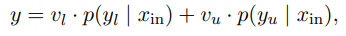 y = v_l · p(y_l | x_in) + v_u · p(y_u | x_in),